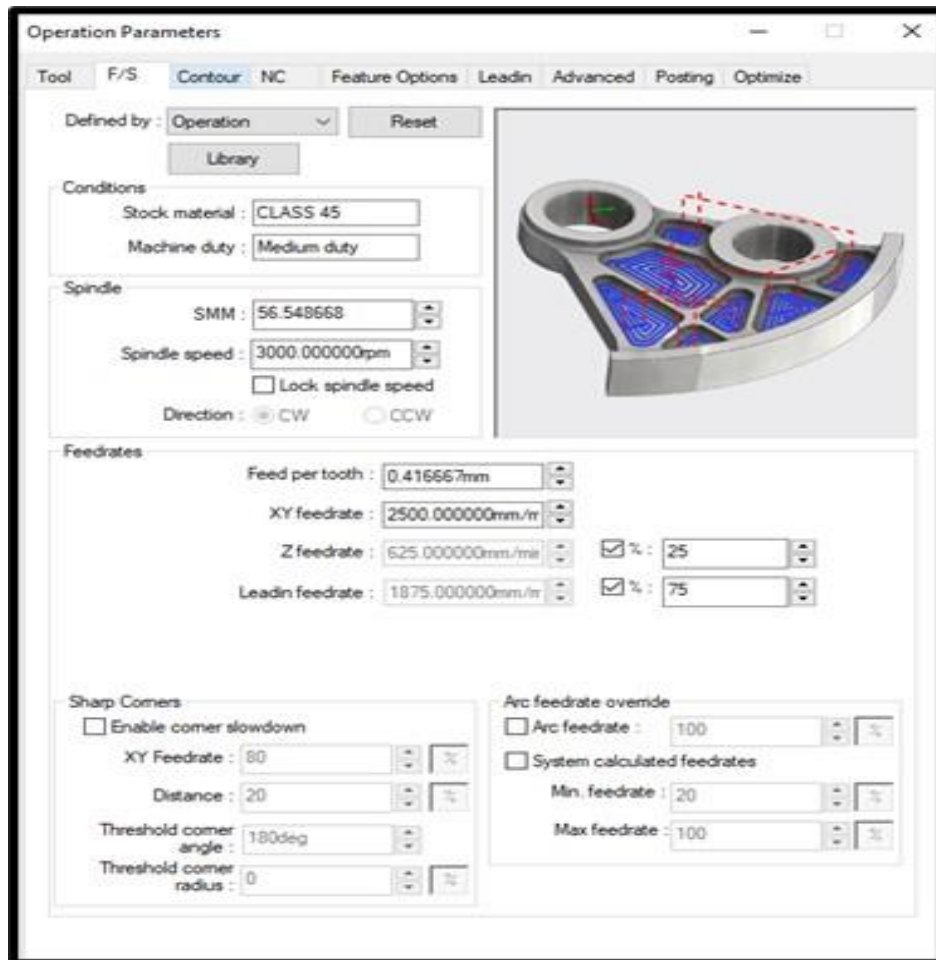 Operation Parameters
Tool F/S Contour NC Feature Options Leadin Advanced Posting Optimize
Defined by : Operation Reset
Library
Conditions
Stock material : CLASS 45
Machine duty : Medium duty
Spindle
SMM : 56.548668
Spindle speed : 3000.000000rpm
Lock spindle speed
Direction : CW CCW
Feedrates
Feed per tooth : 0.416667mm
XY feedrate : 2500.000000mm/m
Z feedrate : 625.000000mm/min % : 25
Leadin feedrate : 1875.000000mm/m % : 75
Sharp Corners
Enable corner slowdown
XY Feedrate : 80 %
Distance : 20 %
Threshold corner
angle : 180deg
Threshold corner
radius : 0 %
Arc feedrate override
Arc feedrate : 100 %
System calculated feedrates
Min. feedrate : 20 %
Max feedrate : 100 %